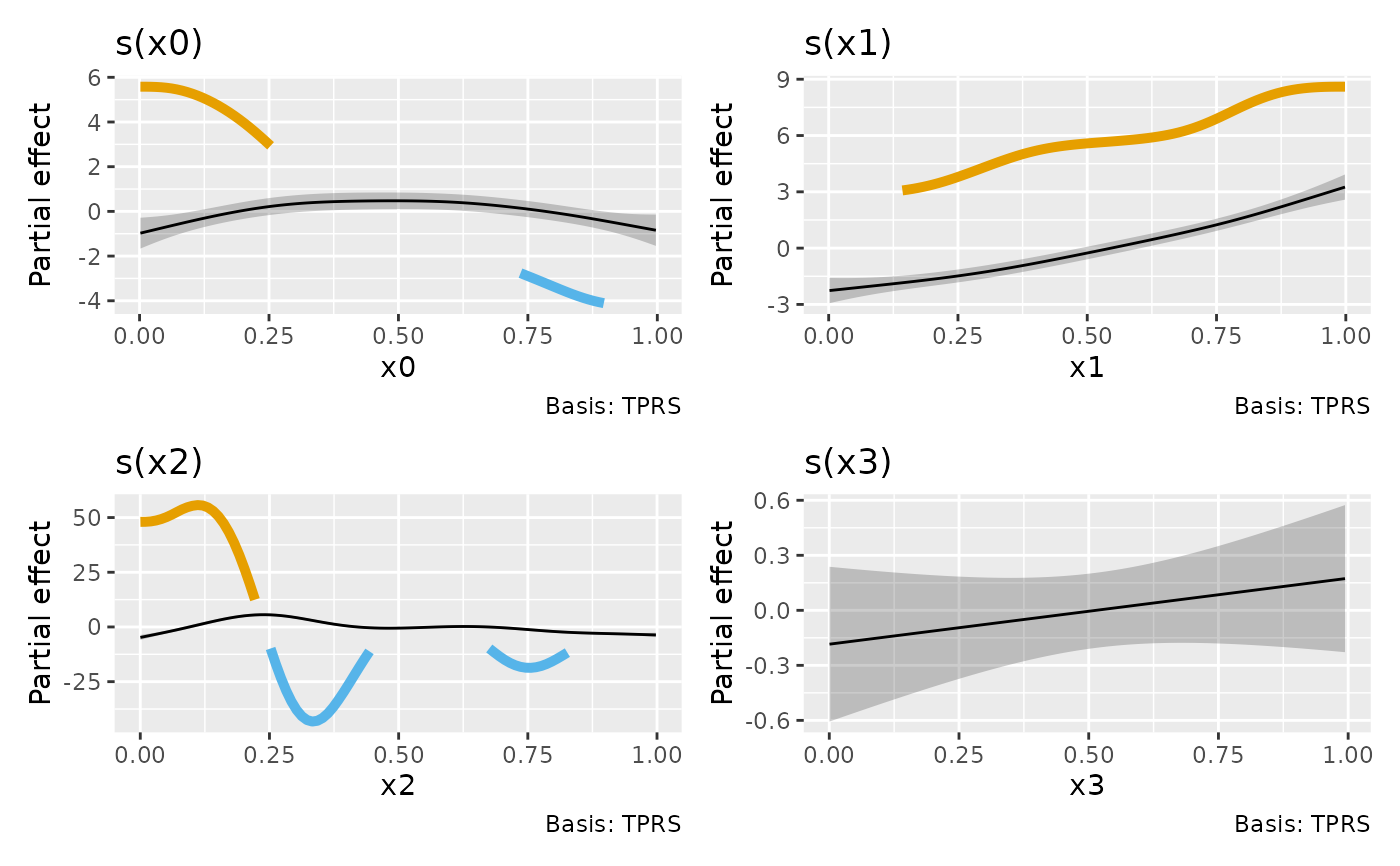 s(x0)
Partial effect
6
4
2
0
-2
-4
0.00 0.25 0.50 0.75 1.00
x0
Basis: TPRS
s(x1)
Partial effect
9
6
3
0
-3
0.00 0.25 0.50 0.75 1.00
x1
Basis: TPRS
s(x2)
Partial effect
50
25
0
-25
0.00 0.25 0.50 0.75 1.00
x2
Basis: TPRS
s(x3)
Partial effect
0.6
0.3
0.0
-0.3
-0.6
0.00 0.25 0.50 0.75 1.00
x3
Basis: TPRS